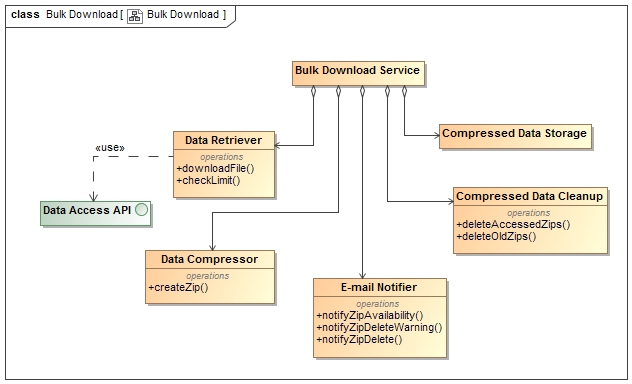 class Bulk Download [ Bulk Download ]
Bulk Download Service
Compressed Data Storage
Data Retriever
operations
+downloadFile()
+checkLimit()
«use»
Data Access API
Compressed Data Cleanup
operations
+deleteAccessedZips()
+deleteOldZips()
Data Compressor
operations
+createZip()
E-mail Notifier
operations
+notifyZipAvailability()
+notifyZipDeleteWarning()
+notifyZipDelete()